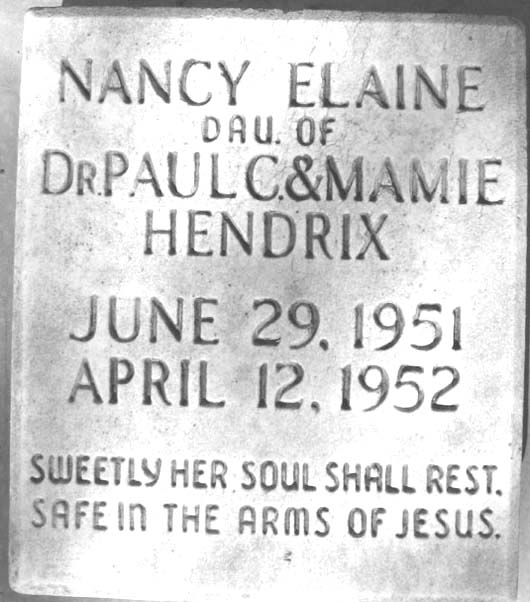 NANCY ELAINE
DAU. OF
DR. PAUL C. & MAMIE
HENDRIX
JUNE 29, 1951
APRIL 12, 1952
SWEETLY HER SOUL SHALL REST.
SAFE IN THE ARMS OF JESUS.